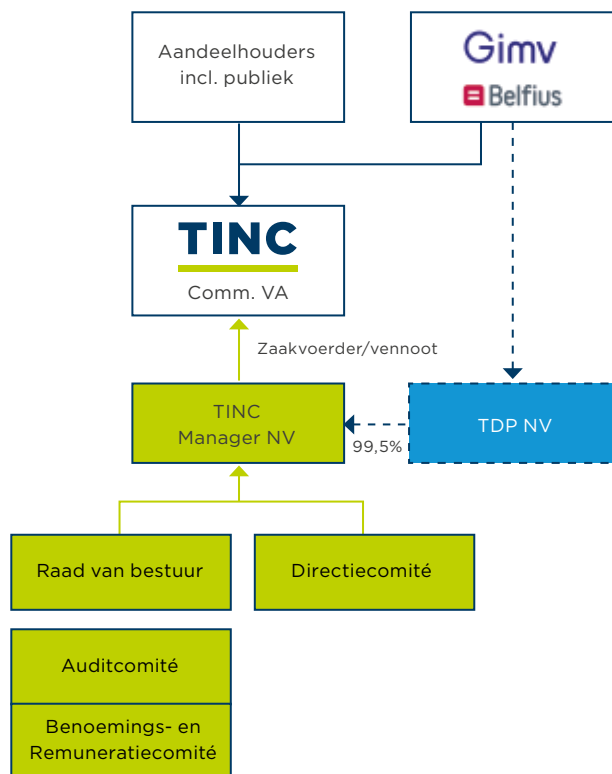 Aandeelhouders
incl. publiek
Gimv
Belfius
TINC
Comm. VA
Zaakvoerder/vennoot
TINC
Manager NV
99,5%
TDP NV
Raad van bestuur
Directiecomité
Auditcomité
Benoemings- en
Remuneratiecomité